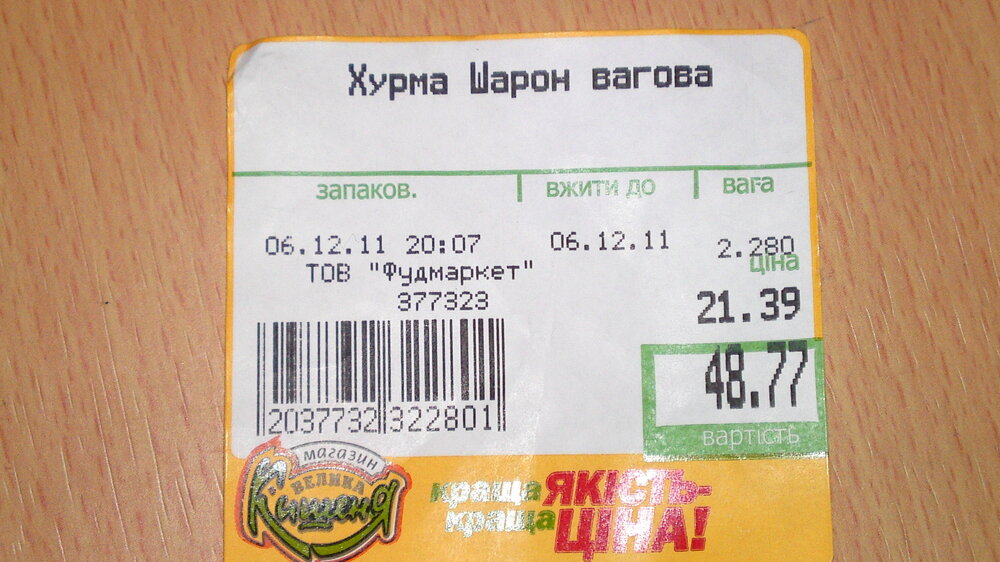 Хурма Шарон вагова
запаков. вжити до вага
06.12.11 20:07 06.12.11 2.280
ціна
ТОВ "Фудмаркет"
377323
21.39
48.77
2037732 322801
вартість
магазин
ВЕЛИКА
Кишеня
краща ЯКІСТЬ-
краща ЦІНА!